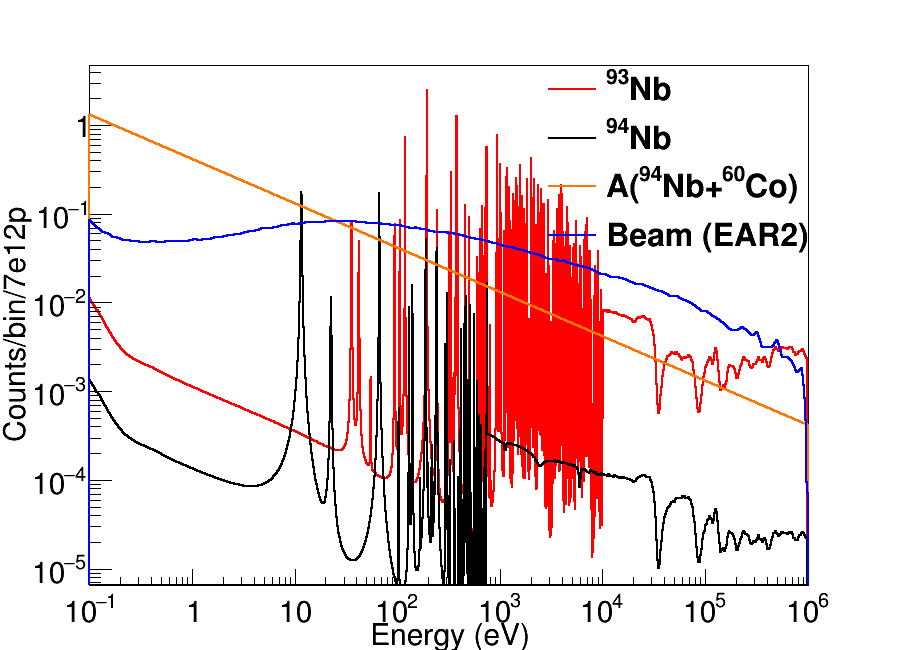 ⁹³Nb
⁹⁴Nb
A(⁹⁴Nb+⁶⁰Co)
Beam (EAR2)
Counts/bin/7e12p
1
10⁻¹
10⁻²
10⁻³
10⁻⁴
10⁻⁵
10⁻¹ 1 10 10² 10³ 10⁴ 10⁵ 10⁶
Energy (eV)